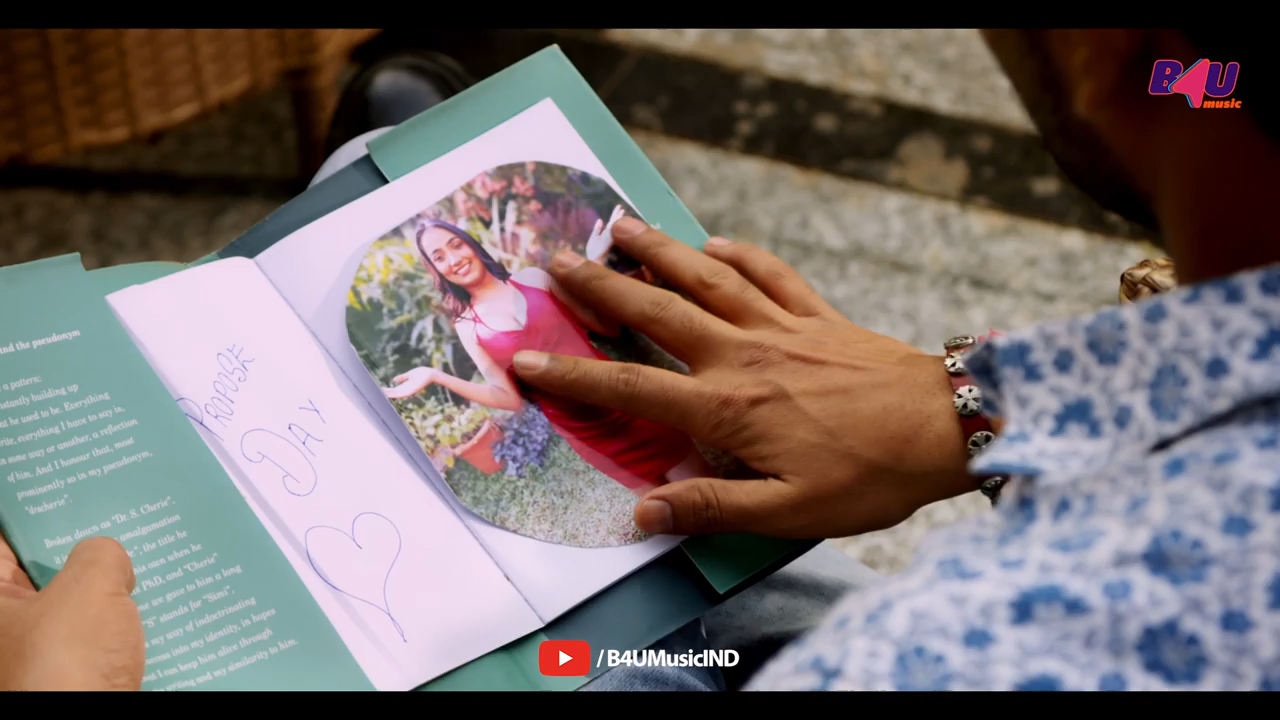 B4U
music
ind the pseudonym
a pattern:
nstantly building up
hat he used to be. Everything
rite, everything I have to say is,
n some way or another, a reflection
of him. And I honour that, most
prominently so in my pseudonym,
"drscherie".
Broken down as "Dr. S. Cherie",
amalgamation
the title he
his own when he
PhD, and "Cherie"
we gave to him a long
"S" stands for "Simi",
my way of indoctrinating
into my identity, in hopes
I can keep him alive through
writing and my similarity to him.
PROPOSE
DAY
/B4UMusicIND